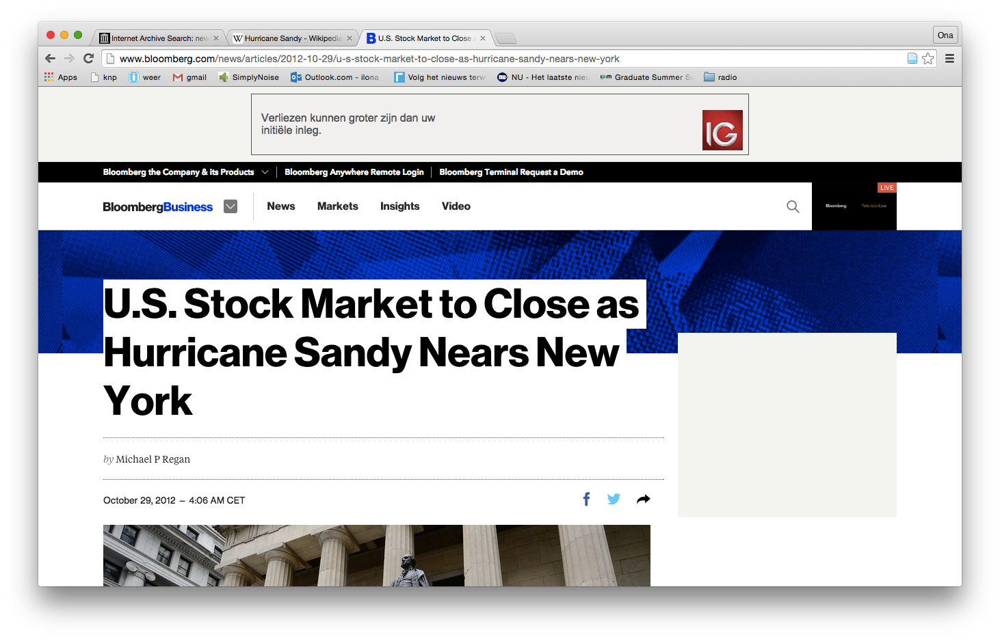 Internet Archive Search: new
Hurricane Sandy - Wikipedia
U.S. Stock Market to Close a
Ona
www.bloomberg.com/news/articles/2012-10-29/u-s-stock-market-to-close-as-hurricane-sandy-nears-new-york
Apps knp weer gmail SimplyNoise Outlook.com - ilona Volg het nieuws terw NU - Het laatste nieu Graduate Summer Sc radio
Verliezen kunnen groter zijn dan uw
initiële inleg.
IG
Bloomberg the Company & its Products Bloomberg Anywhere Remote Login Bloomberg Terminal Request a Demo
LIVE
BloombergBusiness News Markets Insights Video
Bloomberg TelevisionLive
U.S. Stock Market to Close as
Hurricane Sandy Nears New
York
by Michael P Regan
October 29, 2012 — 4:06 AM CET